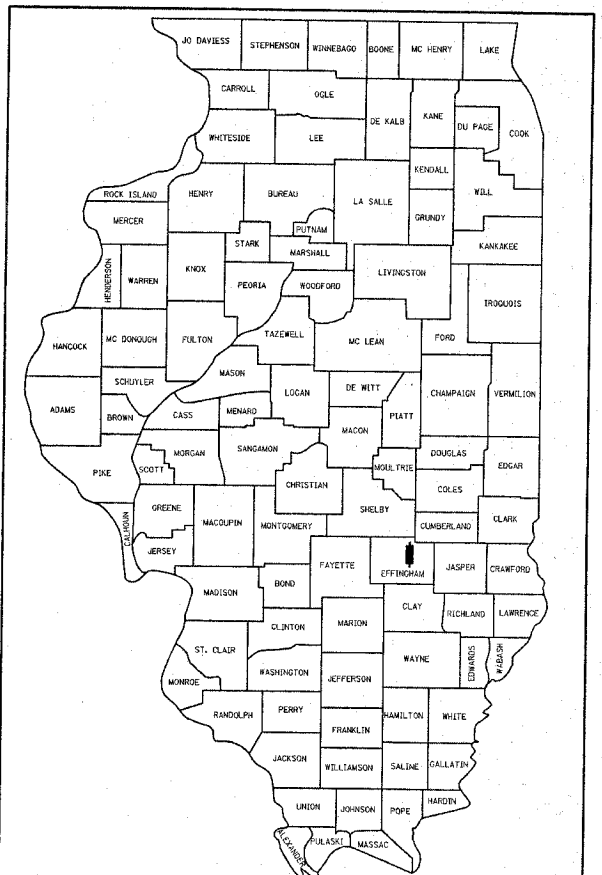 JO DAVIESS
STEPHENSON
WINNEBAGO
BOONE
MC HENRY
LAKE
CARROLL
OGLE
DE KALB
KANE
DU PAGE
COOK
WHITESIDE
LEE
KENDALL
WILL
ROCK ISLAND
HENRY
BUREAU
LA SALLE
GRUNDY
MERCER
PUTNAM
STARK
MARSHALL
KANKAKEE
HENDERSON
WARREN
KNOX
PEORIA
WOODFORD
LIVINGSTON
IROQUOIS
HANCOCK
MC DONOUGH
FULTON
TAZEWELL
MC LEAN
FORD
SCHUYLER
MASON
ADAMS
BROWN
CASS
MENARD
LOGAN
DE WITT
PIATT
CHAMPAIGN
VERMILION
MACON
MORGAN
SANGAMON
DOUGLAS
EDGAR
PIKE
SCOTT
CHRISTIAN
MOULTRIE
COLES
GREENE
MACOUPIN
MONTGOMERY
SHELBY
CUMBERLAND
CLARK
CALHOUN
JERSEY
FAYETTE
EFFINGHAM
JASPER
CRAWFORD
MADISON
BOND
CLAY
RICHLAND
LAWRENCE
CLINTON
MARION
ST. CLAIR
WAYNE
EDWARDS
WABASH
MONROE
WASHINGTON
JEFFERSON
RANDOLPH
PERRY
HAMILTON
WHITE
FRANKLIN
JACKSON
WILLIAMSON
SALINE
GALLATIN
UNION
JOHNSON
POPE
HARDIN
ALEXANDER
PULASKI
MASSAC